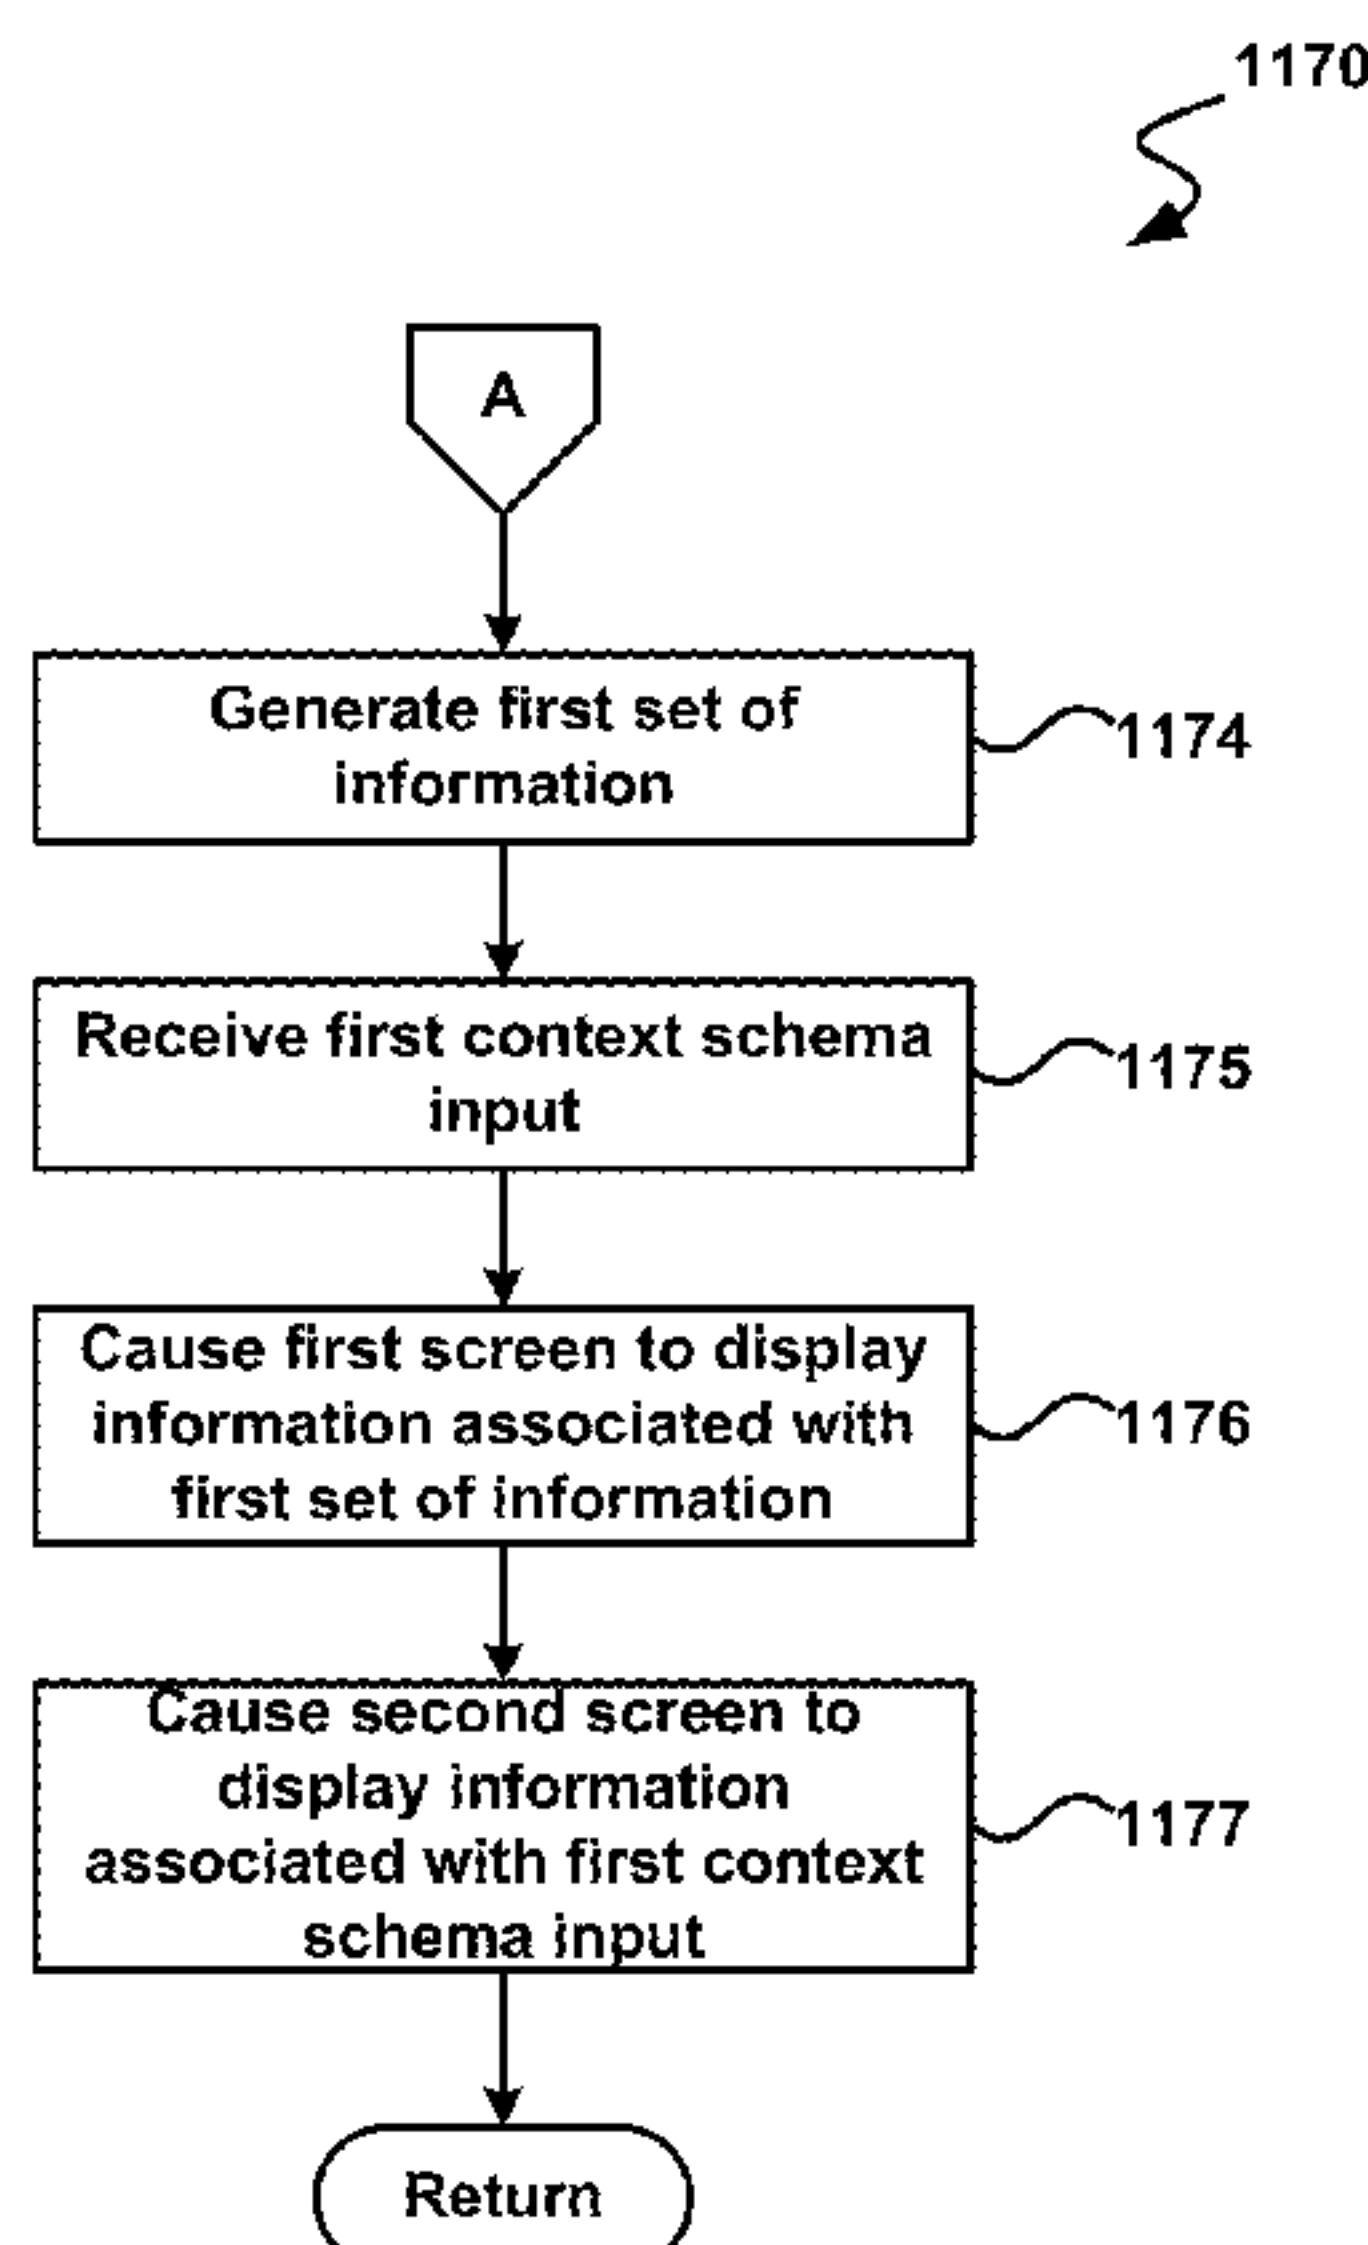 1170
A
Generate first set of
information
1174
Receive first context schema
input
1175
Cause first screen to display
information associated with
first set of information
1176
Cause second screen to
display information
associated with first context
schema input
1177
Return